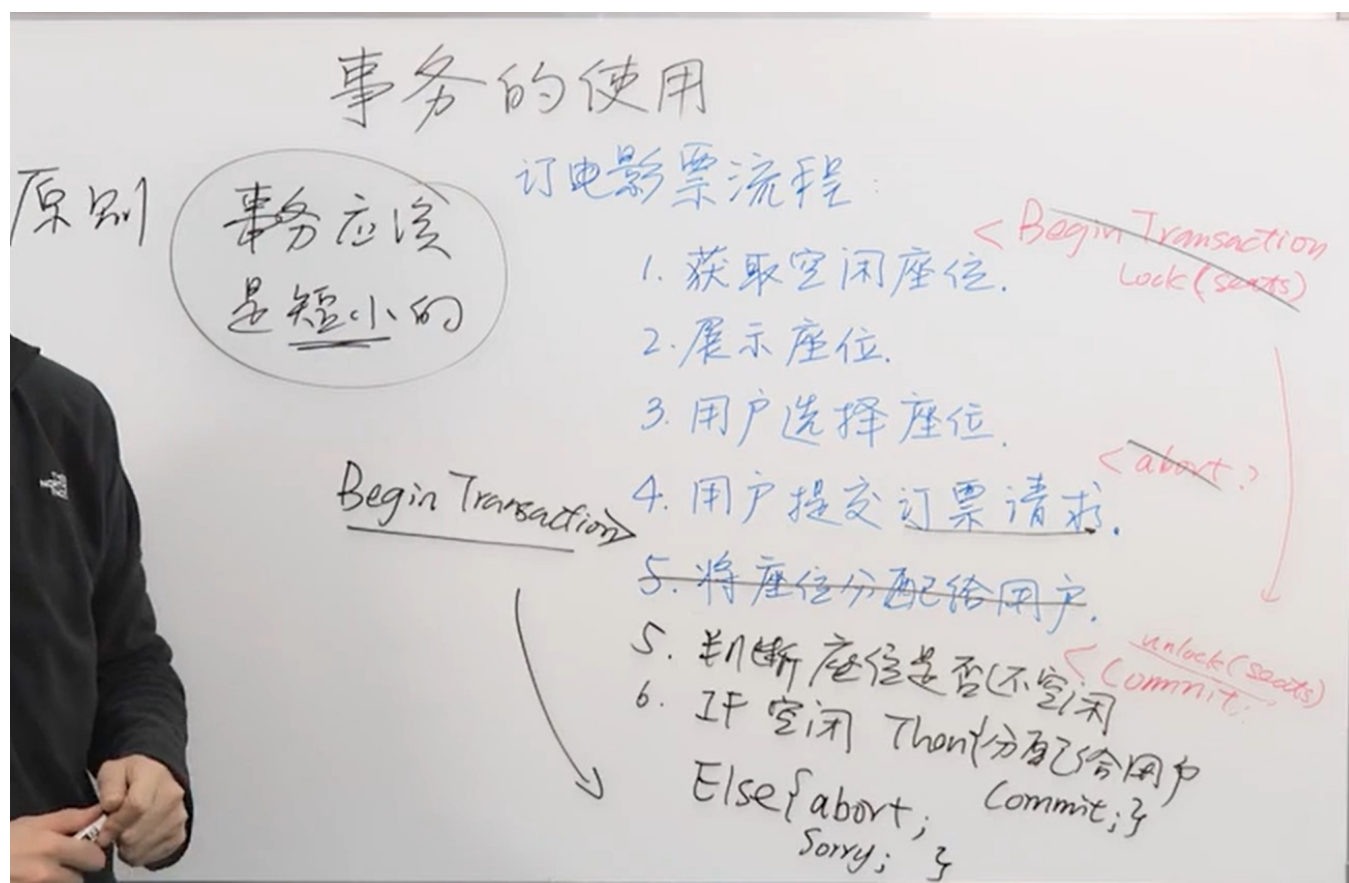 事务的使用
原则
事务应该
是短小的
订电影票流程:
< Begin Transaction
Lock(seats)
1. 获取空闲座位.
2. 展示座位.
3. 用户选择座位.
< abort?
Begin Transaction>
4. 用户提交订票请求.
5. 将座位分配给用户.
unlock(seats)
< Commit;
5. 判断座位是否还空闲
6. IF 空闲 Then{分配给用户
Commit;}
Else{abort;
Sorry; }
THE
NORTH
FACE